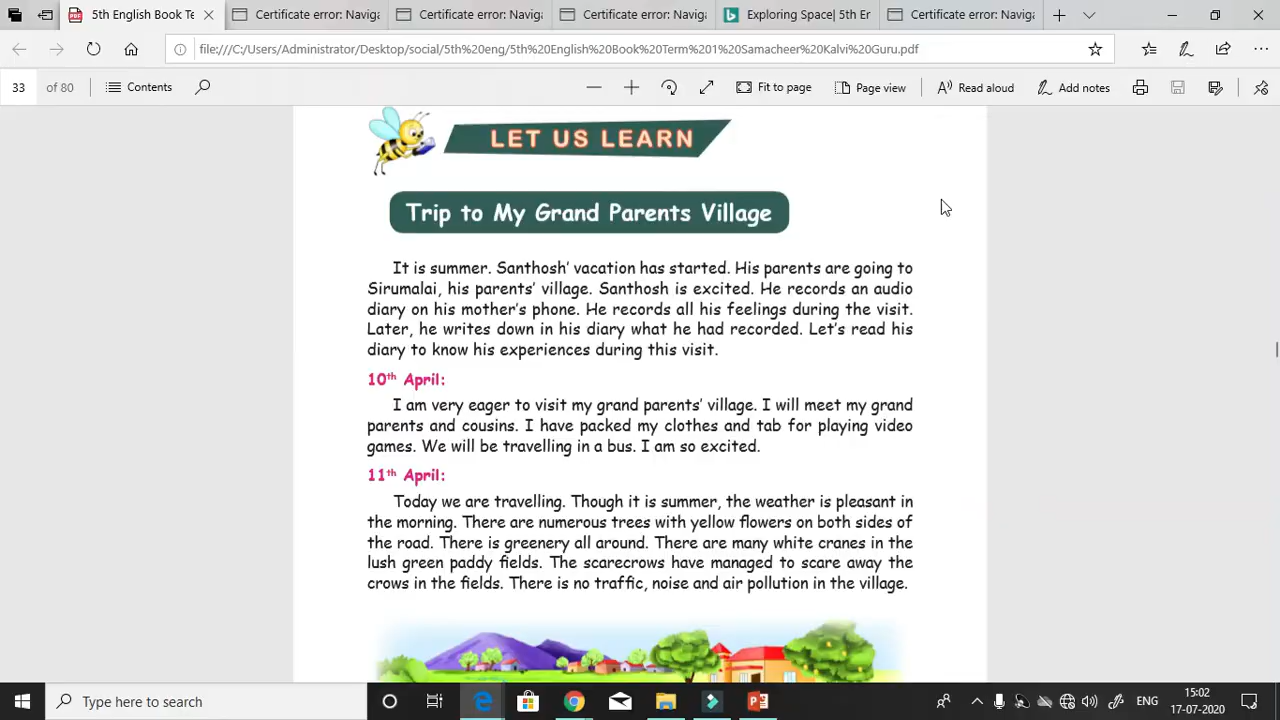 5th English Book Te
Certificate error: Naviga
Certificate error: Naviga
Certificate error: Naviga
Exploring Space| 5th Er
Certificate error: Naviga
file:///C:/Users/Administrator/Desktop/social/5th%20eng/5th%20English%20Book%20Term%201%20Samacheer%20Kalvi%20Guru.pdf
33 of 80 Contents Fit to page Page view Read aloud Add notes
LET US LEARN
Trip to My Grand Parents Village
It is summer. Santhosh' vacation has started. His parents are going to
Sirumalai, his parents' village. Santhosh is excited. He records an audio
diary on his mother's phone. He records all his feelings during the visit.
Later, he writes down in his diary what he had recorded. Let's read his
diary to know his experiences during this visit.
10th April:
I am very eager to visit my grand parents' village. I will meet my grand
parents and cousins. I have packed my clothes and tab for playing video
games. We will be travelling in a bus. I am so excited.
11th April:
Today we are travelling. Though it is summer, the weather is pleasant in
the morning. There are numerous trees with yellow flowers on both sides of
the road. There is greenery all around. There are many white cranes in the
lush green paddy fields. The scarecrows have managed to scare away the
crows in the fields. There is no traffic, noise and air pollution in the village.
Type here to search
ENG
15:02
17-07-2020